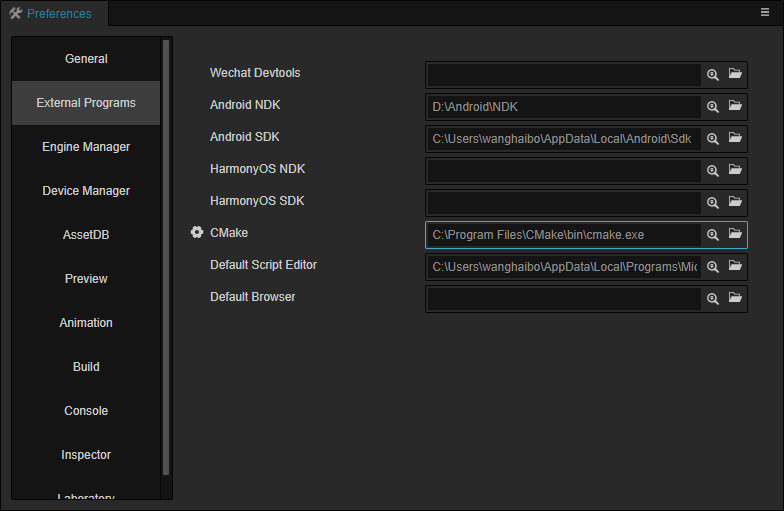 Preferences
General
External Programs
Engine Manager
Device Manager
AssetDB
Preview
Animation
Build
Console
Inspector
Laboratory
Wechat Devtools
Android NDK D:\Android\NDK
Android SDK C:\Users\wanghaibo\AppData\Local\Android\Sdk
HarmonyOS NDK
HarmonyOS SDK
CMake C:\Program Files\CMake\bin\cmake.exe
Default Script Editor C:\Users\wanghaibo\AppData\Local\Programs\Mic
Default Browser